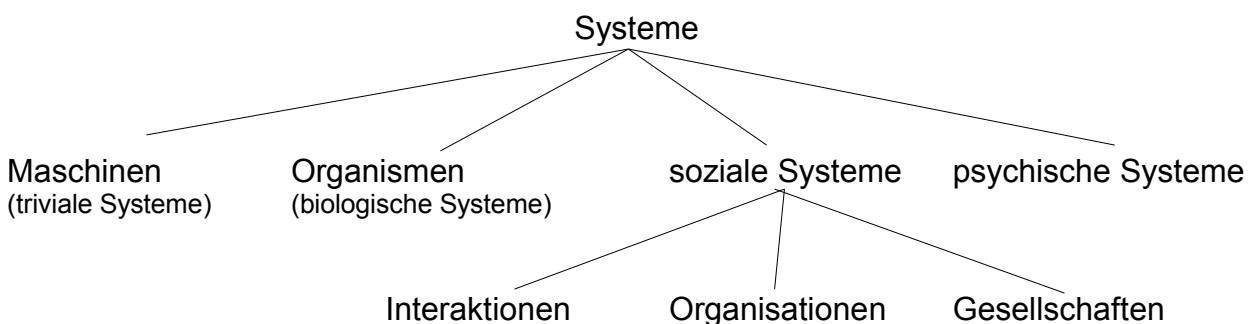 Systeme
Maschinen
(triviale Systeme)
Organismen
(biologische Systeme)
soziale Systeme
psychische Systeme
Interaktionen
Organisationen
Gesellschaften